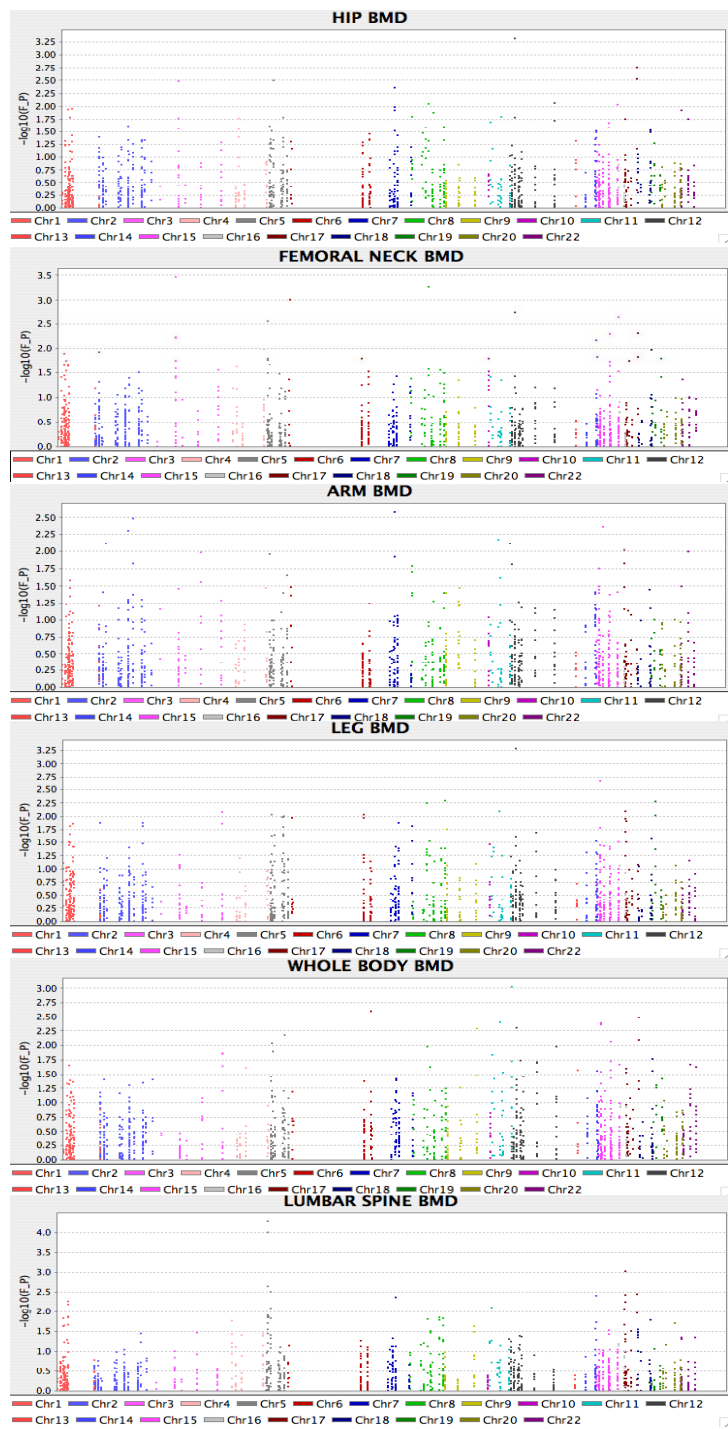 HIP BMD
−log10(F_P)
3.25
3.00
2.75
2.50
2.25
2.00
1.75
1.50
1.25
1.00
0.75
0.50
0.25
0.00
Chr1 Chr2 Chr3 Chr4 Chr5 Chr6 Chr7 Chr8 Chr9 Chr10 Chr11 Chr12
Chr13 Chr14 Chr15 Chr16 Chr17 Chr18 Chr19 Chr20 Chr22
FEMORAL NECK BMD
−log10(F_P)
3.5
3.0
2.5
2.0
1.5
1.0
0.5
0.0
Chr1 Chr2 Chr3 Chr4 Chr5 Chr6 Chr7 Chr8 Chr9 Chr10 Chr11 Chr12
Chr13 Chr14 Chr15 Chr16 Chr17 Chr18 Chr19 Chr20 Chr22
ARM BMD
−log10(F_P)
2.50
2.25
2.00
1.75
1.50
1.25
1.00
0.75
0.50
0.25
0.00
Chr1 Chr2 Chr3 Chr4 Chr5 Chr6 Chr7 Chr8 Chr9 Chr10 Chr11 Chr12
Chr13 Chr14 Chr15 Chr16 Chr17 Chr18 Chr19 Chr20 Chr22
LEG BMD
−log10(F_P)
3.25
3.00
2.75
2.50
2.25
2.00
1.75
1.50
1.25
1.00
0.75
0.50
0.25
0.00
Chr1 Chr2 Chr3 Chr4 Chr5 Chr6 Chr7 Chr8 Chr9 Chr10 Chr11 Chr12
Chr13 Chr14 Chr15 Chr16 Chr17 Chr18 Chr19 Chr20 Chr22
WHOLE BODY BMD
−log10(F_P)
3.00
2.75
2.50
2.25
2.00
1.75
1.50
1.25
1.00
0.75
0.50
0.25
0.00
Chr1 Chr2 Chr3 Chr4 Chr5 Chr6 Chr7 Chr8 Chr9 Chr10 Chr11 Chr12
Chr13 Chr14 Chr15 Chr16 Chr17 Chr18 Chr19 Chr20 Chr22
LUMBAR SPINE BMD
−log10(F_P)
4.0
3.5
3.0
2.5
2.0
1.5
1.0
0.5
0.0
Chr1 Chr2 Chr3 Chr4 Chr5 Chr6 Chr7 Chr8 Chr9 Chr10 Chr11 Chr12
Chr13 Chr14 Chr15 Chr16 Chr17 Chr18 Chr19 Chr20 Chr22